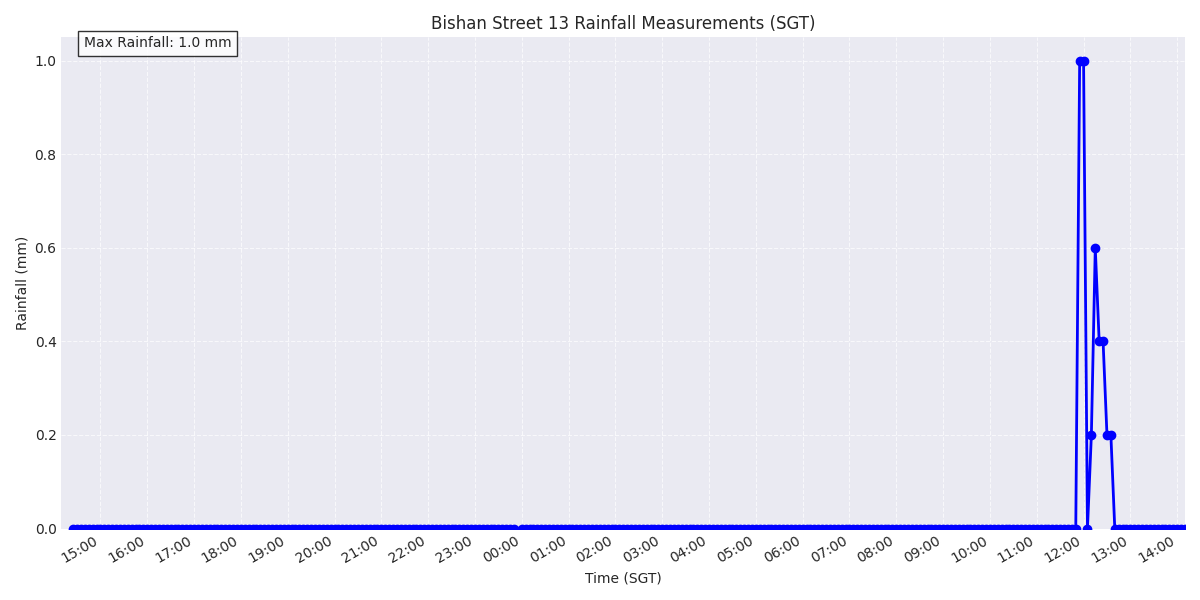 Bishan Street 13 Rainfall Measurements (SGT)
Max Rainfall: 1.0 mm
1.0
0.8
0.6
0.4
0.2
0.0
Rainfall (mm)
15:00 16:00 17:00 18:00 19:00 20:00 21:00 22:00 23:00 00:00 01:00 02:00 03:00 04:00 05:00 06:00 07:00 08:00 09:00 10:00 11:00 12:00 13:00 14:00
Time (SGT)